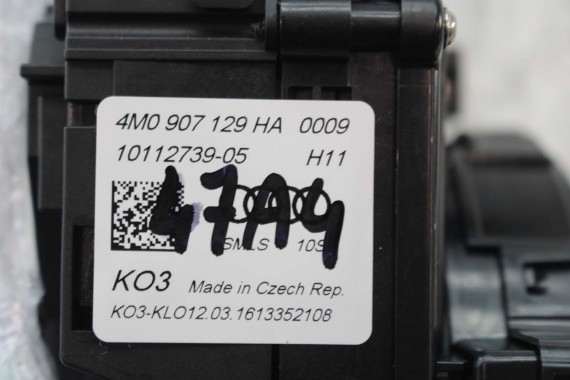 4M0 907 129 HA 0009
10112739-05 H11
47A4
SMLS 109
KO3 Made in Czech Rep.
KO3-KLO12.03.1613352108